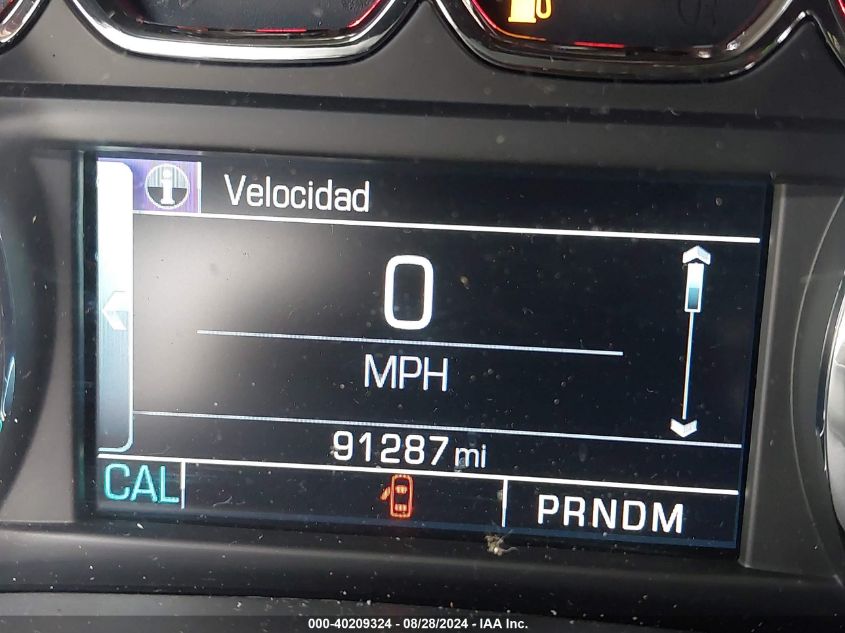 Velocidad
0
MPH
91287 mi
CAL
PRNDM
000-40209324 - 08/28/2024 - IAA Inc.